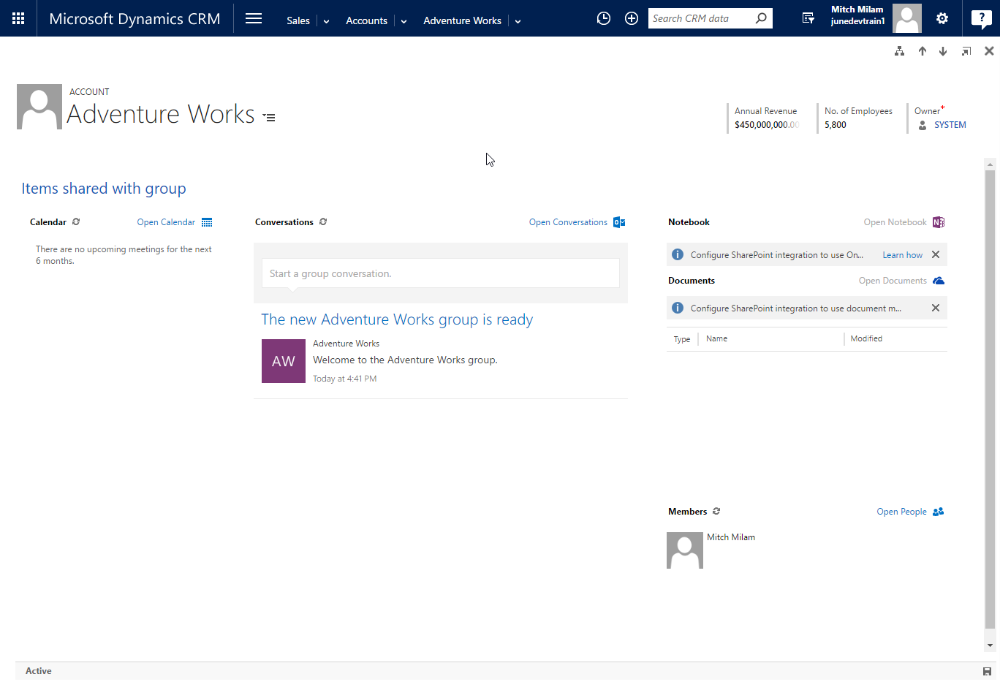 Microsoft Dynamics CRM
Sales
Accounts
Adventure Works
Search CRM data
Mitch Milam
junedevtrain1
?
ACCOUNT
Adventure Works
Annual Revenue
$450,000,000.00
No. of Employees
5,800
Owner*
SYSTEM
Items shared with group
Calendar
Open Calendar
There are no upcoming meetings for the next
6 months.
Conversations
Open Conversations
Start a group conversation.
The new Adventure Works group is ready
AW
Adventure Works
Welcome to the Adventure Works group.
Today at 4:41 PM
Notebook
Open Notebook
Configure SharePoint integration to use On...
Learn how
Documents
Open Documents
Configure SharePoint integration to use document m...
Type
Name
Modified
Members
Open People
Mitch Milam
Active